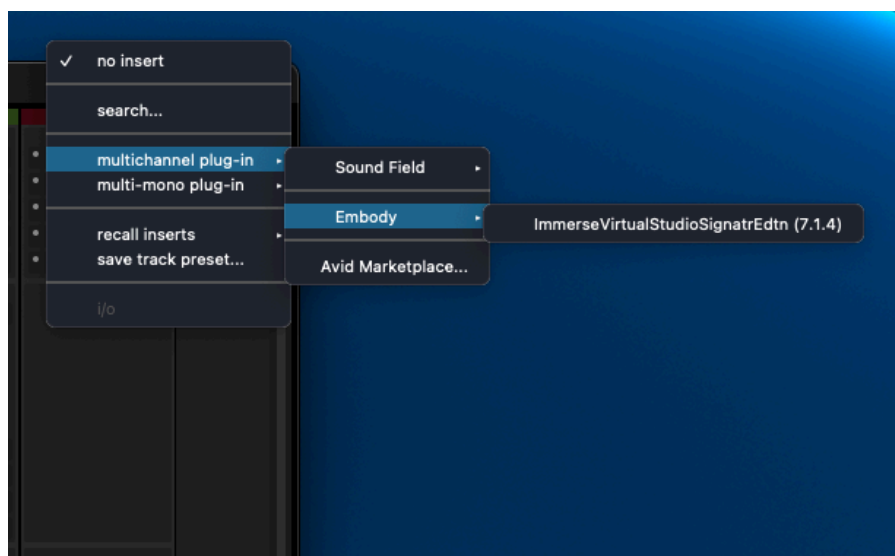 no insert
search...
multichannel plug-in
multi-mono plug-in
recall inserts
save track preset...
i/o
Sound Field
Embody
Avid Marketplace...
ImmerseVirtualStudioSignatrEdtn (7.1.4)